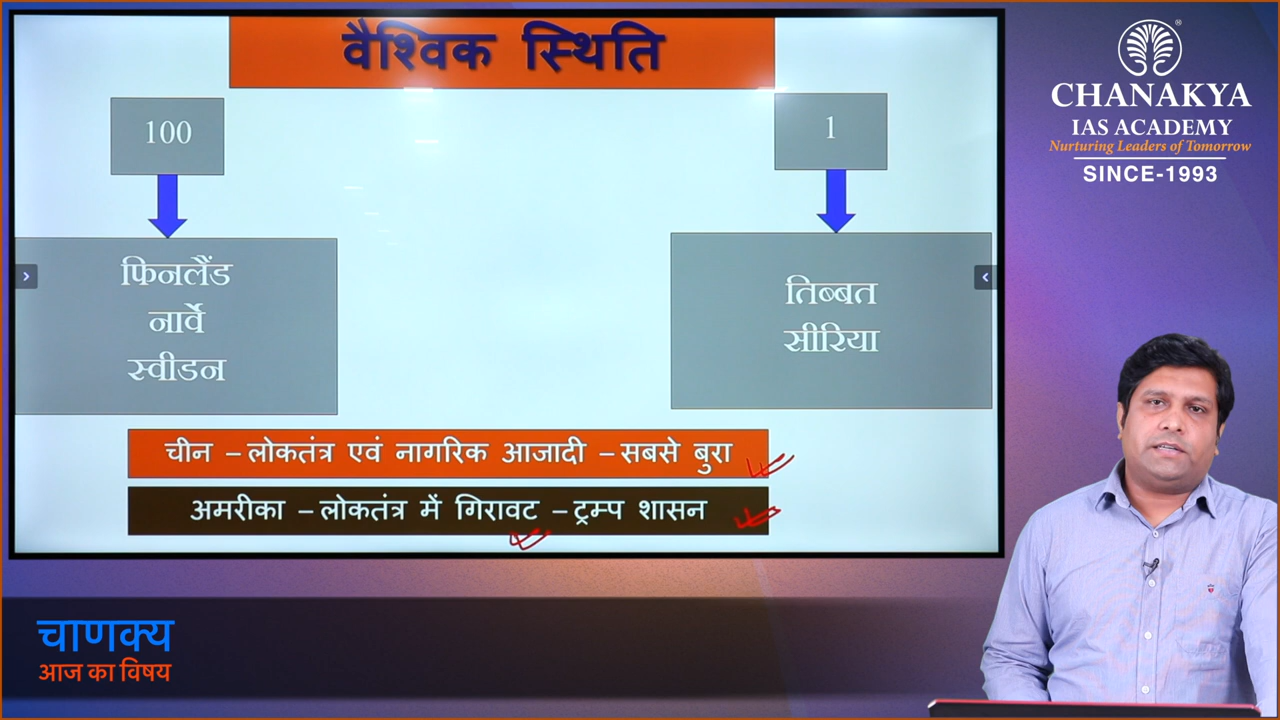 वैश्विक स्थिति
100
1
फिनलैंड
नार्वे
स्वीडन
तिब्बत
सीरिया
चीन – लोकतंत्र एवं नागरिक आजादी – सबसे बुरा
अमरीका – लोकतंत्र में गिरावट – ट्रम्प शासन
CHANAKYA
IAS ACADEMY
Nurturing Leaders of Tomorrow
SINCE-1993
चाणक्य
आज का विषय